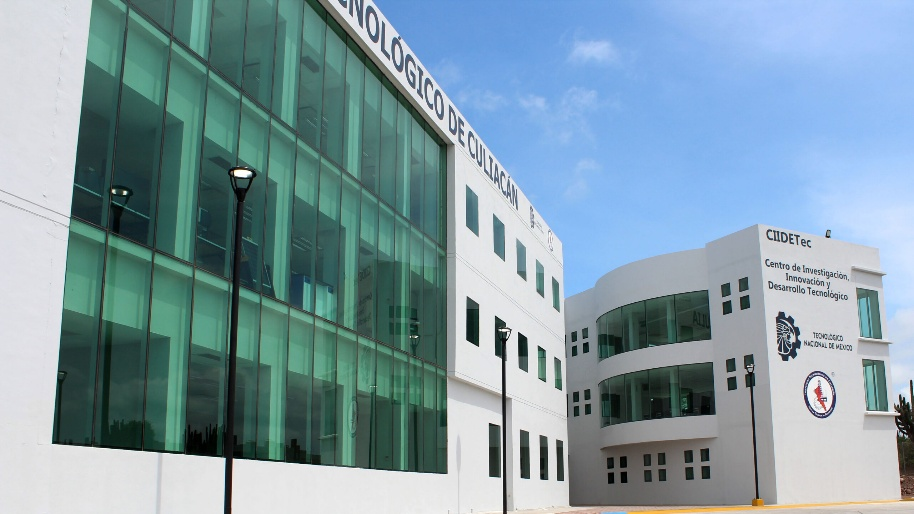 NOLÓGICO DE CULIACÁN
CIIDETec
Centro de Investigación,
Innovación y
Desarrollo Tecnológico
TECNOLÓGICO
NACIONAL DE MÉXICO